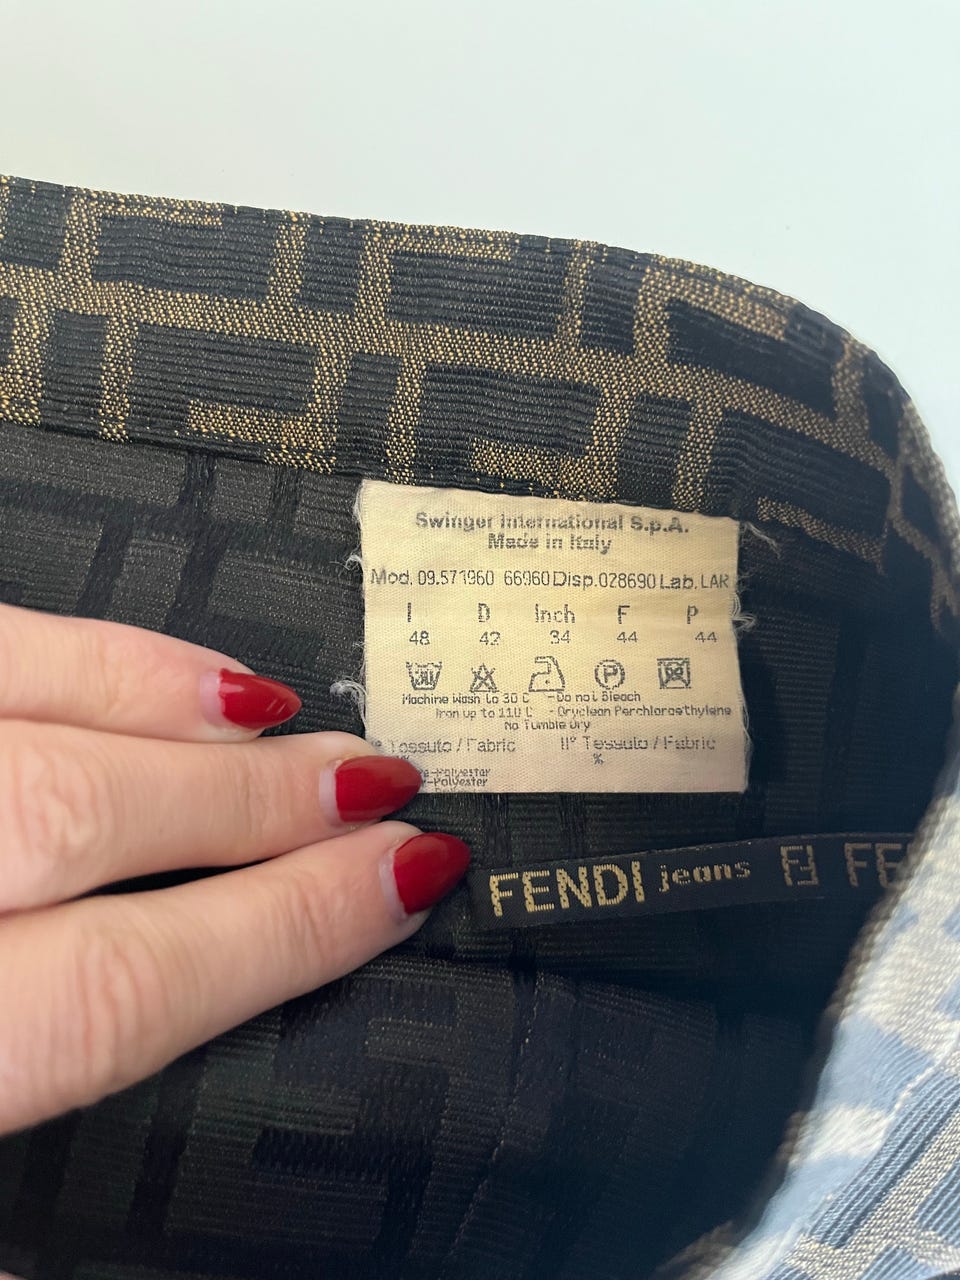 Swinger International S.p.A.
Made in Italy
Mod. 09.571960 66960 Disp.028690 Lab. LAR
I D Inch F P
48 42 34 44 44
30 P
Machine Wash to 30 C - Do not Bleach
Iron up to 110 C - Dryclean Perchloroethylene
No Tumble Dry
Tessuto / Fabric II° Tessuto / Fabric
%
-Polyester
-Polyester
FENDI jeans FE